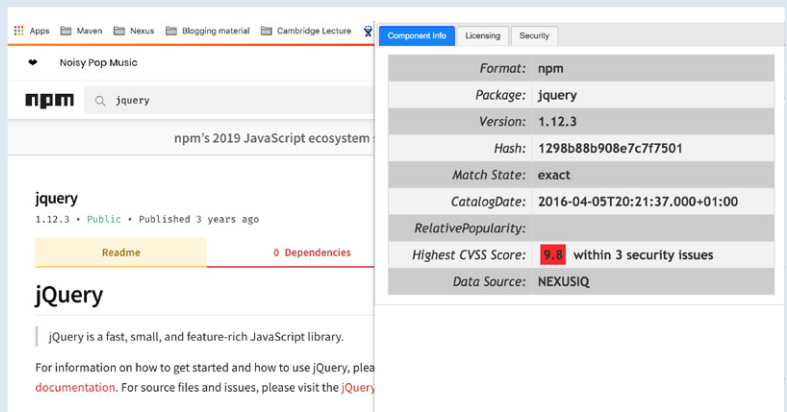 Apps Maven Nexus Blogging material Cambridge Lecture
❤ Noisy Pop Music
npm jquery
npm's 2019 JavaScript ecosystem
jquery
1.12.3 • Public • Published 3 years ago
Readme 0 Dependencies
jQuery
jQuery is a fast, small, and feature-rich JavaScript library.
For information on how to get started and how to use jQuery, plea
documentation. For source files and issues, please visit the jQuery
Component Info Licensing Security
Format: npm
Package: jquery
Version: 1.12.3
Hash: 1298b88b908e7c7f7501
Match State: exact
CatalogDate: 2016-04-05T20:21:37.000+01:00
RelativePopularity:
Highest CVSS Score: 9.8 within 3 security issues
Data Source: NEXUSIQ